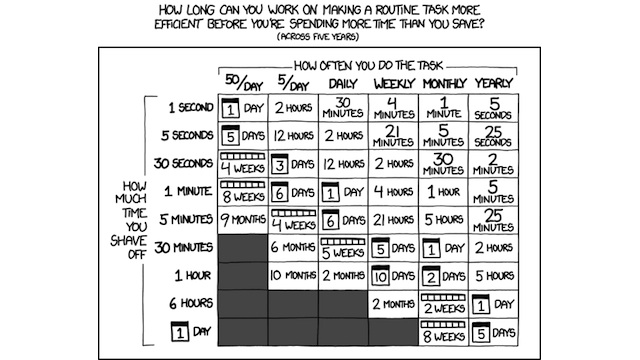 HOW LONG CAN YOU WORK ON MAKING A ROUTINE TASK MORE
EFFICIENT BEFORE YOU'RE SPENDING MORE TIME THAN YOU SAVE?
(ACROSS FIVE YEARS)
HOW OFTEN YOU DO THE TASK
50/DAY 5/DAY DAILY WEEKLY MONTHLY YEARLY
HOW MUCH TIME YOU SHAVE OFF
1 SECOND 1 DAY 2 HOURS 30 MINUTES 4 MINUTES 1 MINUTE 5 SECONDS
5 SECONDS 5 DAYS 12 HOURS 2 HOURS 21 MINUTES 5 MINUTES 25 SECONDS
30 SECONDS 4 WEEKS 3 DAYS 12 HOURS 2 HOURS 30 MINUTES 2 MINUTES
1 MINUTE 8 WEEKS 6 DAYS 1 DAY 4 HOURS 1 HOUR 5 MINUTES
5 MINUTES 9 MONTHS 4 WEEKS 6 DAYS 21 HOURS 5 HOURS 25 MINUTES
30 MINUTES 6 MONTHS 5 WEEKS 5 DAYS 1 DAY 2 HOURS
1 HOUR 10 MONTHS 2 MONTHS 10 DAYS 2 DAYS 5 HOURS
6 HOURS 2 MONTHS 2 WEEKS 1 DAY
1 DAY 8 WEEKS 5 DAYS